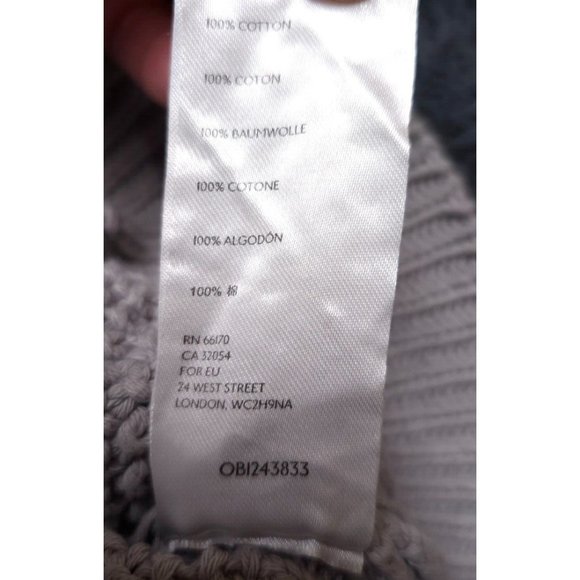 100% COTTON
100% COTON
100% BAUMWOLLE
100% COTONE
100% ALGODÓN
100% 棉
RN 66170
CA 32054
FOR EU
24 WEST STREET
LONDON, WC2H9NA
OB1243833